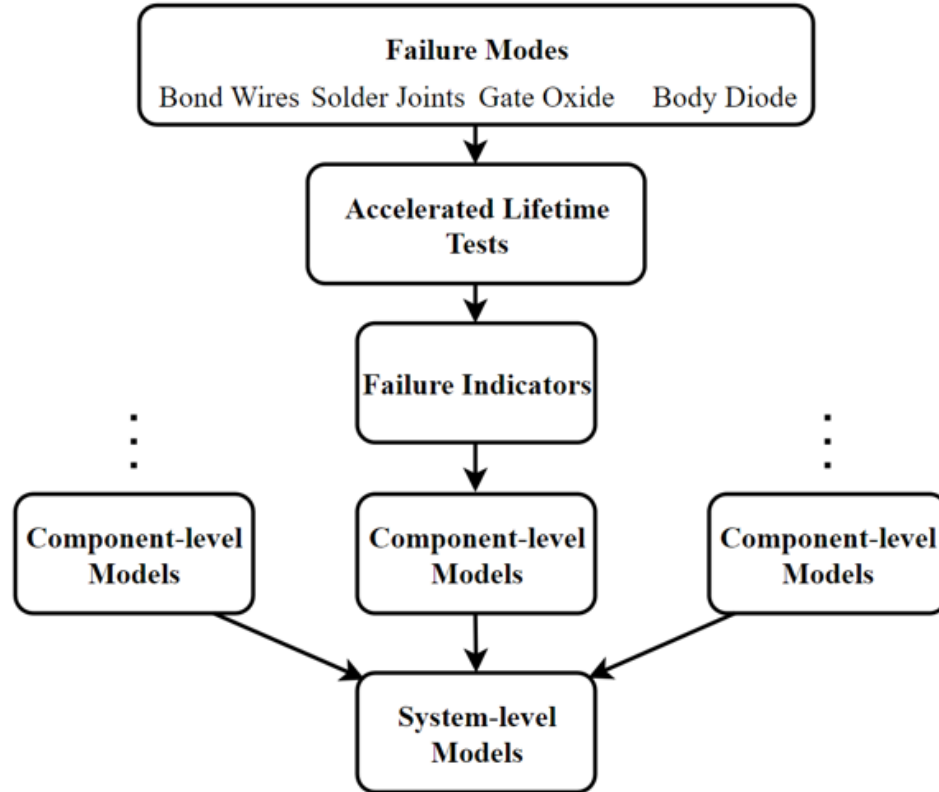 Failure Modes
Bond Wires Solder Joints Gate Oxide Body Diode
Accelerated Lifetime
Tests
Failure Indicators
Component-level
Models
Component-level
Models
Component-level
Models
System-level
Models